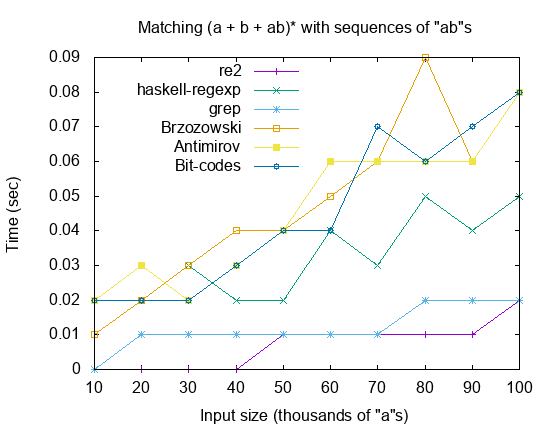 Matching (a + b + ab)* with sequences of "ab"s
0.09
0.08
0.07
0.06
0.05
0.04
0.03
0.02
0.01
0
re2
haskell-regexp
grep
Brzozowski
Antimirov
Bit-codes
Time (sec)
10 20 30 40 50 60 70 80 90 100
Input size (thousands of "a"s)